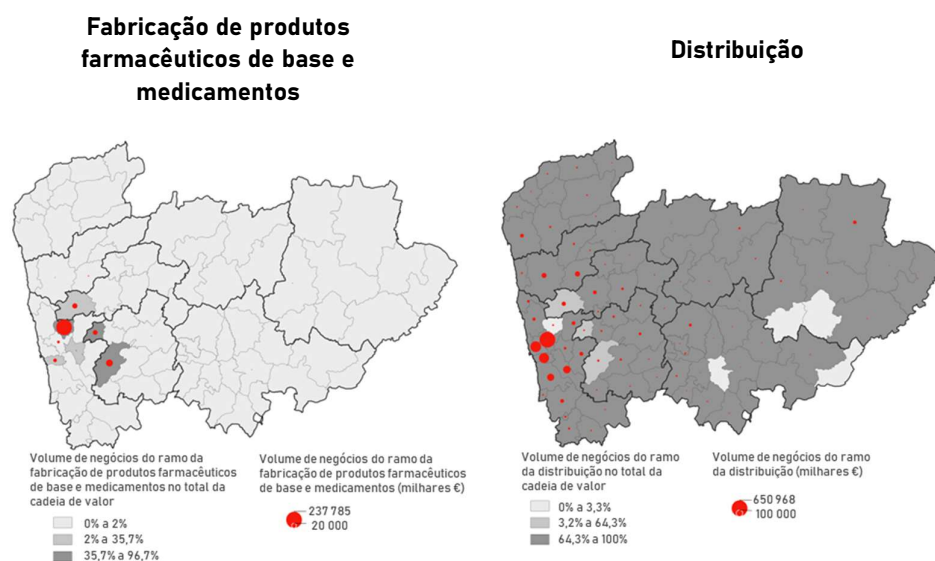 Fabricação de produtos
farmacêuticos de base e
medicamentos
Distribuição
Volume de negócios do ramo da
fabricação de produtos farmacêuticos
de base e medicamentos no total da
cadeia de valor
0% a 2%
2% a 35,7%
35,7% a 96,7%
Volume de negócios do ramo da
fabricação de produtos farmacêuticos
de base e medicamentos (milhares €)
237 785
20 000
Volume de negócios do ramo
da distribuição no total da
cadeia de valor
0% a 3,3%
3,2% a 64,3%
64,3% a 100%
Volume de negócios do ramo
da distribuição (milhares €)
650 968
100 000